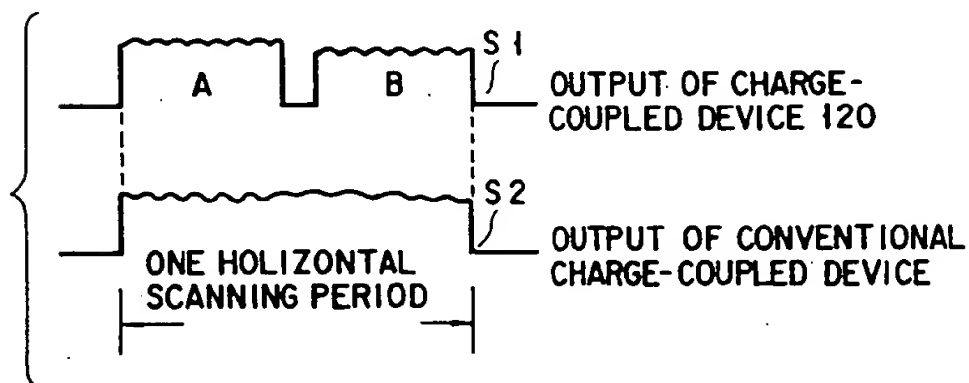 S1
A
B
OUTPUT OF CHARGE-
COUPLED DEVICE 120
S2
OUTPUT OF CONVENTIONAL
CHARGE-COUPLED DEVICE
ONE HOLIZONTAL
SCANNING PERIOD